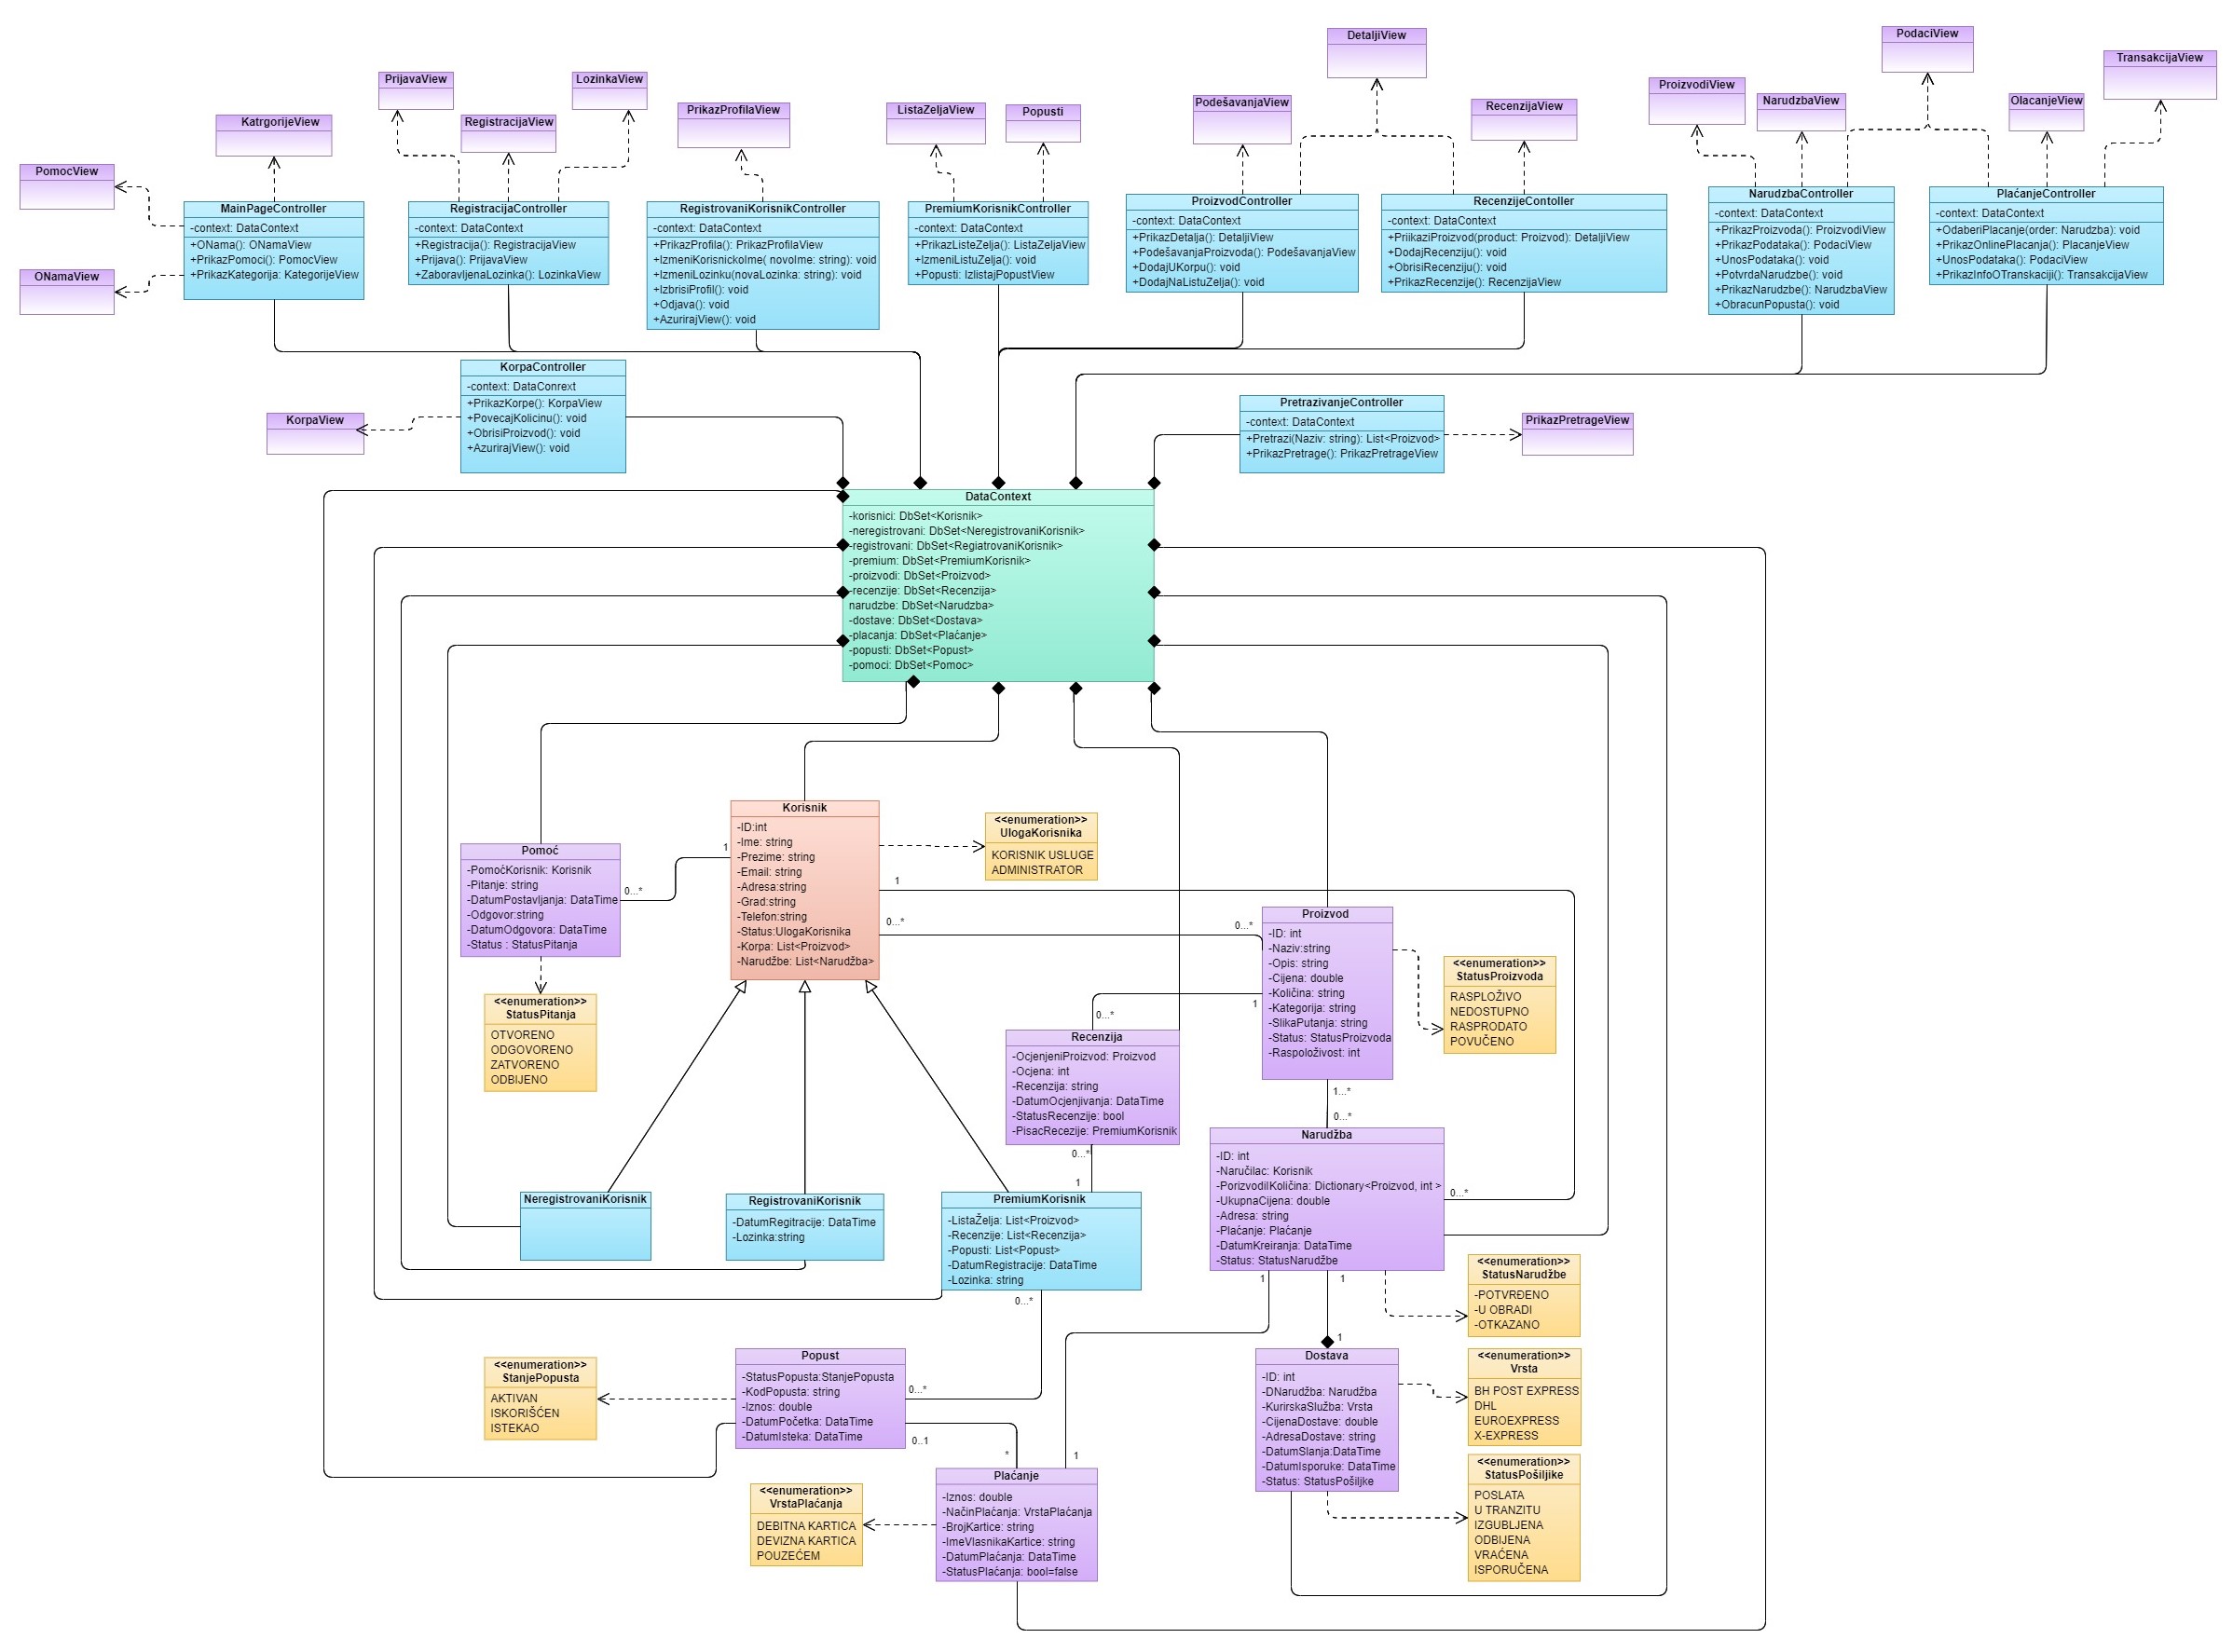 DetaljiView
PodaciView
TransakcijaView
PrijavaView
LozinkaView
ProizvodiView
NarudzbaView
OlacanjeView
KatrgorijeView
RegistracijaView
PrikazProfilaView
ListaZeljaView
Popusti
PodešavanjaView
RecenzijaView
PomocView
ONamaView
MainPageController
-context: DataContext
+ONama(): ONamaView
+PrikazPomoci(): PomocView
+PrikazKategorija: KategorijeView
RegistracijaController
-context: DataContext
+Registracija(): RegistracijaView
+Prijava(): PrijavaView
+ZaboravljenaLozinka(): LozinkaView
RegistrovaniKorisnikController
-context: DataContext
+PrikazProfila(): PrikazProfilaView
+IzmeniKorisnickoIme( novoIme: string): void
+IzmeniLozinku(novaLozinka: string): void
+IzbrisiProfil(): void
+Odjava(): void
+AzurirajView(): void
PremiumKorisnikController
-context: DataContext
+PrikazListeZelja(): ListaZeljaView
+IzmeniListuZelja(): void
+Popusti: IzlistajPopustView
ProizvodController
-context: DataContext
+PrikazDetalja(): DetaljiView
+PodešavanjaProizvoda(): PodešavanjaView
+DodajUKorpu(): void
+DodajNaListuZelja(): void
RecenzijeContoller
-context: DataContext
+PriikaziProizvod(product: Proizvod): DetaljiView
+DodajRecenziju(): void
+ObrisiRecenziju(): void
+PrikazRecenzije(): RecenzijaView
NarudzbaController
-context: DataContext
+PrikazProizvoda(): ProizvodiView
+PrikazPodataka(): PodaciView
+UnosPodataka(): void
+PotvrdaNarudzbe(): void
+PrikazNarudzbe(): NarudzbaView
+ObracunPopusta(): void
PlaćanjeController
-context: DataContext
+OdaberiPlacanje(order: Narudzba): void
+PrikazOnlinePlacanja(): PlacanjeView
+UnosPodataka(): PodaciView
+PrikazInfoOTranskaciji(): TransakcijaView
KorpaController
-context: DataConrext
+PrikazKorpe(): KorpaView
+PovecajKolicinu(): void
+ObrisiProizvod(): void
+AzurirajView(): void
KorpaView
PretrazivanjeController
-context: DataContext
+Pretrazi(Naziv: string): List<Proizvod>
+PrikazPretrage(): PrikazPretrageView
PrikazPretrageView
DataContext
-korisnici: DbSet<Korisnik>
-neregistrovani: DbSet<NeregistrovaniKorisnik>
-registrovani: DbSet<RegiatrovaniKorisnik>
-premium: DbSet<PremiumKorisnik>
-proizvodi: DbSet<Proizvod>
-recenzije: DbSet<Recenzija>
narudzbe: DbSet<Narudzba>
-dostave: DbSet<Dostava>
-placanja: DbSet<Plaćanje>
-popusti: DbSet<Popust>
-pomoci: DbSet<Pomoc>
Korisnik
-ID:int
-Ime: string
-Prezime: string
-Email: string
-Adresa:string
-Grad:string
-Telefon:string
-Status:UlogaKorisnika
-Korpa: List<Proizvod>
-Narudžbe: List<Narudžba>
<<enumeration>>
UlogaKorisnika
KORISNIK USLUGE
ADMINISTRATOR
Pomoć
-PomoćKorisnik: Korisnik
-Pitanje: string
-DatumPostavljanja: DataTime
-Odgovor:string
-DatumOdgovora: DataTime
-Status : StatusPitanja
1
0...*
1
0...*
0...*
<<enumeration>>
StatusPitanja
OTVORENO
ODGOVORENO
ZATVORENO
ODBIJENO
Proizvod
-ID: int
-Naziv:string
-Opis: string
-Cijena: double
-Količina: string
-Kategorija: string
-SlikaPutanja: string
-Status: StatusProizvoda
-Raspoloživost: int
<<enumeration>>
StatusProizvoda
RASPLOŽIVO
NEDOSTUPNO
RASPRODATO
POVUČENO
1
0...*
Recenzija
-OcjenjeniProizvod: Proizvod
-Ocjena: int
-Recenzija: string
-DatumOcjenjivanja: DataTime
-StatusRecenzije: bool
-PisacRecezije: PremiumKorisnik
1...*
0...*
0...*
1
Narudžba
-ID: int
-Naručilac: Korisnik
-PorizvodiIKoličina: Dictionary<Proizvod, int >
-UkupnaCijena: double
-Adresa: string
-Plaćanje: Plaćanje
-DatumKreiranja: DataTime
-Status: StatusNarudžbe
0...*
NeregistrovaniKorisnik
RegistrovaniKorisnik
-DatumRegitracije: DataTime
-Lozinka:string
PremiumKorisnik
-ListaŽelja: List<Proizvod>
-Recenzije: List<Recenzija>
-Popusti: List<Popust>
-DatumRegistracije: DataTime
-Lozinka: string
<<enumeration>>
StatusNarudžbe
-POTVRĐENO
-U OBRADI
-OTKAZANO
1
1
0...*
1
<<enumeration>>
StanjePopusta
AKTIVAN
ISKORIŠĆEN
ISTEKAO
Popust
-StatusPopusta:StanjePopusta
-KodPopusta: string
-Iznos: double
-DatumPočetka: DataTime
-DatumIsteka: DataTime
0...*
0..1
*
1
Dostava
-ID: int
-DNarudžba: Narudžba
-KurirskaSlužba: Vrsta
-CijenaDostave: double
-AdresaDostave: string
-DatumSlanja:DataTime
-DatumIsporuke: DataTime
-Status: StatusPošiljke
<<enumeration>>
Vrsta
BH POST EXPRESS
DHL
EUROEXPRESS
X-EXPRESS
<<enumeration>>
StatusPošiljike
POSLATA
U TRANZITU
IZGUBLJENA
ODBIJENA
VRAĆENA
ISPORUČENA
<<enumeration>>
VrstaPlaćanja
DEBITNA KARTICA
DEVIZNA KARTICA
POUZEĆEM
Plaćanje
-Iznos: double
-NačinPlaćanja: VrstaPlaćanja
-BrojKartice: string
-ImeVlasnikaKartice: string
-DatumPlaćanja: DataTime
-StatusPlaćanja: bool=false